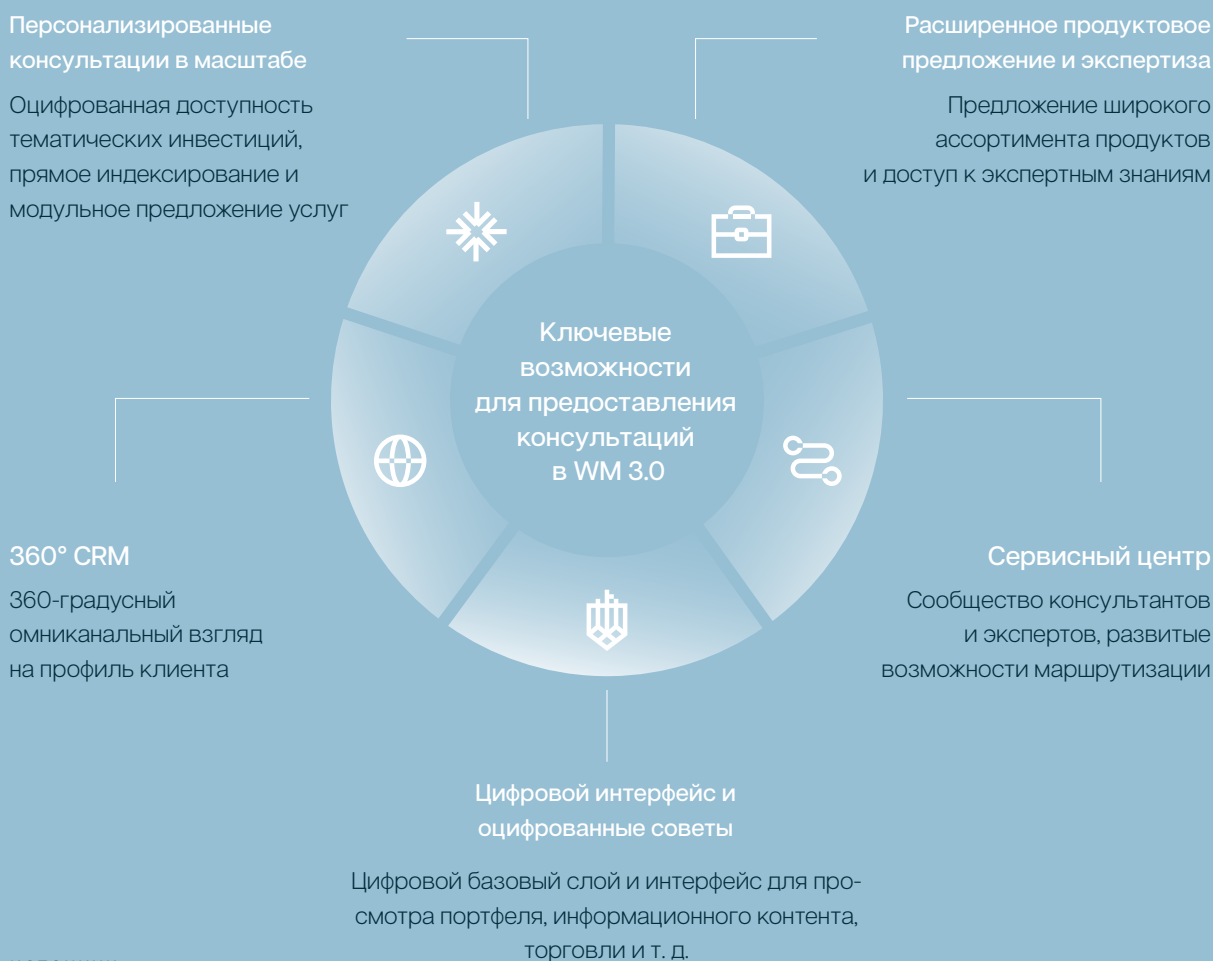 Персонализированные
консультации в масштабе
Оцифрованная доступность
тематических инвестиций,
прямое индексирование и
модульное предложение услуг
Расширенное продуктовое
предложение и экспертиза
Предложение широкого
ассортимента продуктов
и доступ к экспертным знаниям
Ключевые
возможности
для предоставления
консультаций
в WM 3.0
360° CRM
360-градусный
омниканальный взгляд
на профиль клиента
Сервисный центр
Сообщество консультантов
и экспертов, развитые
возможности маршрутизации
Цифровой интерфейс и
оцифрованные советы
Цифровой базовый слой и интерфейс для про-
смотра портфеля, информационного контента,
торговли и т. д.